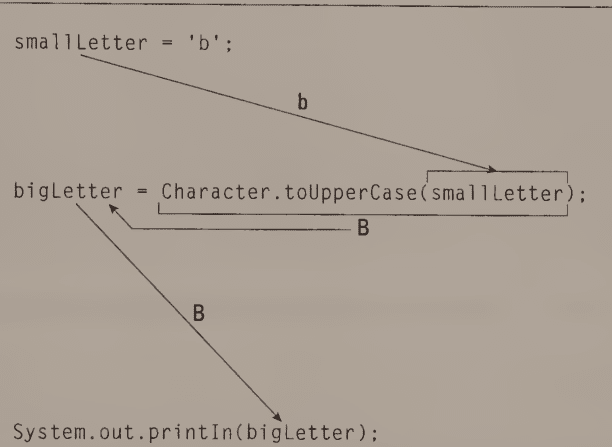 smallLetter = 'b';
b
bigLetter = Character.toUpperCase(smallLetter);
B
B
System.out.println(bigLetter);